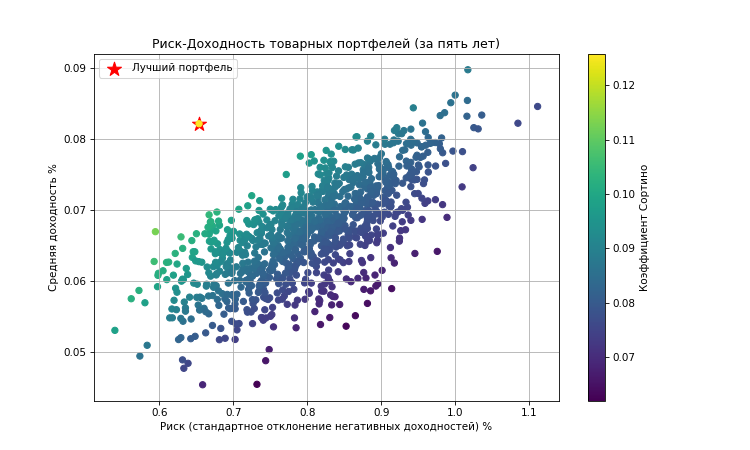 Риск-Доходность товарных портфелей (за пять лет)
Лучший портфель
Средняя доходность %
0.09
0.08
0.07
0.06
0.05
0.6 0.7 0.8 0.9 1.0 1.1
Риск (стандартное отклонение негативных доходностей) %
0.12
0.11
0.10
0.09
0.08
0.07
Коэффициент Сортино